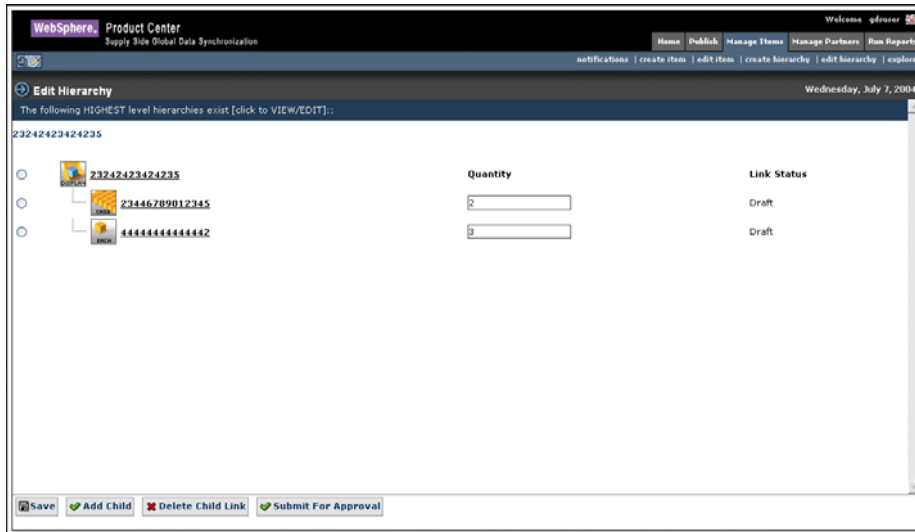 WebSphere. Product Center
Supply Side Global Data Synchronization
Welcome gdsuser
Home Publish Manage Items Manage Partners Run Reports
notifications | create item | edit item | create hierarchy | edit hierarchy | explore
Edit Hierarchy Wednesday, July 7, 2004
The following HIGHEST level hierarchies exist [click to VIEW/EDIT]::
23242423424235
DISPLAY 23242423424235 Quantity Link Status
CASE 23446789012345 2 Draft
EACH 44444444444442 3 Draft
Save Add Child Delete Child Link Submit For Approval